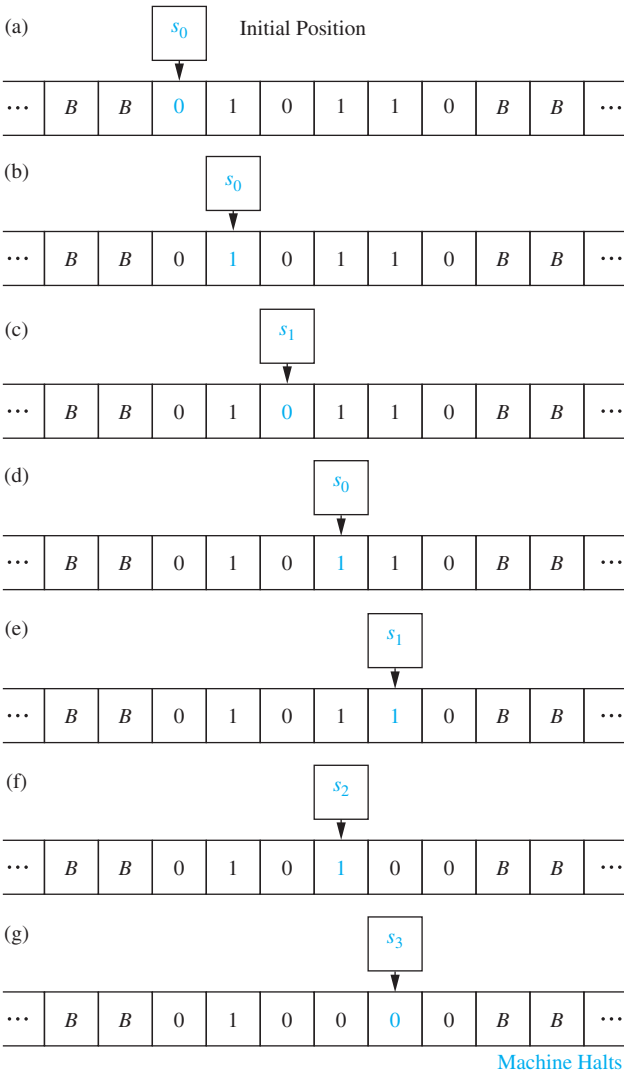 (a) s₀ Initial Position
··· B B 0 1 0 1 1 0 B B ···
(b) s₀
··· B B 0 1 0 1 1 0 B B ···
(c) s₁
··· B B 0 1 0 1 1 0 B B ···
(d) s₀
··· B B 0 1 0 1 1 0 B B ···
(e) s₁
··· B B 0 1 0 1 1 0 B B ···
(f) s₂
··· B B 0 1 0 1 0 0 B B ···
(g) s₃
··· B B 0 1 0 0 0 0 B B ···
Machine Halts